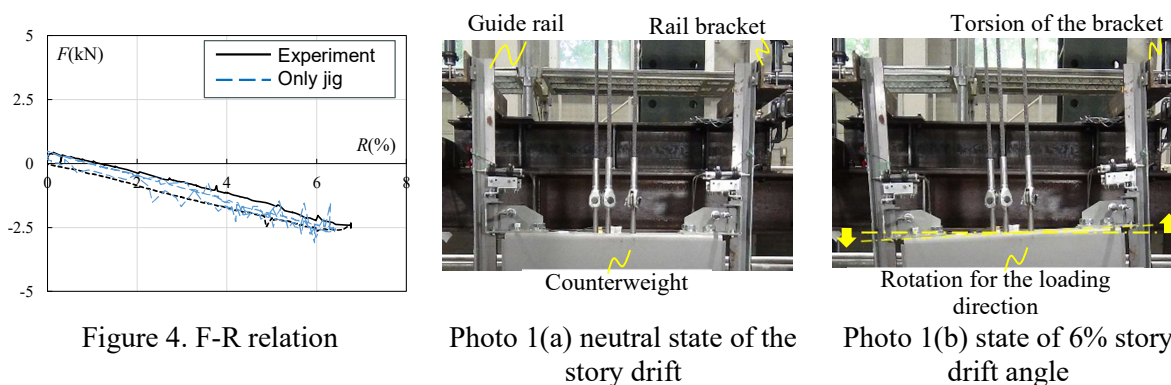 5
F(kN)
Experiment
Only jig
2.5
R(%)
0
0
2
4
6
8
-2.5
-5
Figure 4. F-R relation
Guide rail
Rail bracket
Counterweight
Photo 1(a) neutral state of the
story drift
Torsion of the bracket
Rotation for the loading
direction
Photo 1(b) state of 6% story
drift angle